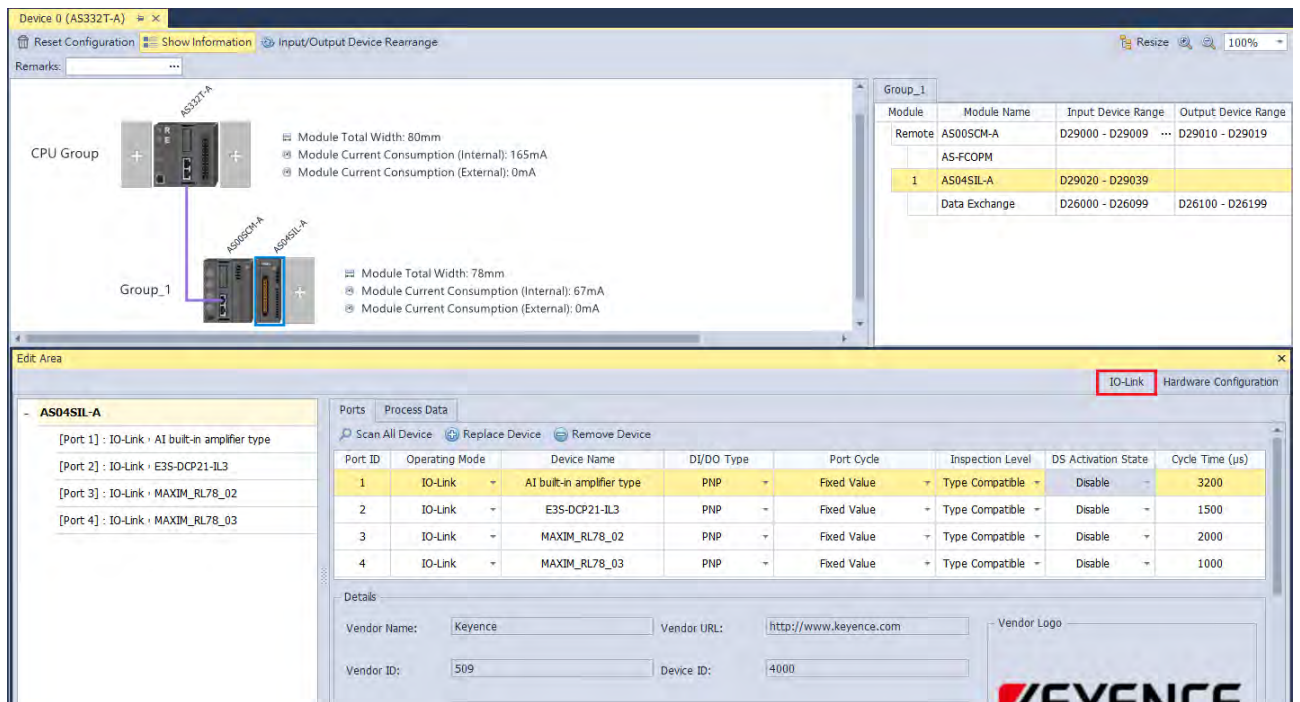 Device 0 (AS332T-A)
Reset Configuration Show Information Input/Output Device Rearrange Resize 100%
Remarks: ...
AS332T-A
CPU Group
R
E
Module Total Width: 80mm
Module Current Consumption (Internal): 165mA
Module Current Consumption (External): 0mA
AS00SCM-A
AS04SIL-A
Group_1
Module Total Width: 78mm
Module Current Consumption (Internal): 67mA
Module Current Consumption (External): 0mA
Group_1
Module Module Name Input Device Range Output Device Range
Remote AS00SCM-A D29000 - D29009 ... D29010 - D29019
AS-FCOPM
1 AS04SIL-A D29020 - D29039
Data Exchange D26000 - D26099 D26100 - D26199
Edit Area
IO-Link Hardware Configuration
- AS04SIL-A
[Port 1] : IO-Link , AI built-in amplifier type
[Port 2] : IO-Link , E3S-DCP21-IL3
[Port 3] : IO-Link , MAXIM_RL78_02
[Port 4] : IO-Link , MAXIM_RL78_03
Ports Process Data
Scan All Device Replace Device Remove Device
Port ID Operating Mode Device Name DI/DO Type Port Cycle Inspection Level DS Activation State Cycle Time (μs)
1 IO-Link AI built-in amplifier type PNP Fixed Value Type Compatible Disable 3200
2 IO-Link E3S-DCP21-IL3 PNP Fixed Value Type Compatible Disable 1500
3 IO-Link MAXIM_RL78_02 PNP Fixed Value Type Compatible Disable 2000
4 IO-Link MAXIM_RL78_03 PNP Fixed Value Type Compatible Disable 1000
Details
Vendor Name: Keyence Vendor URL: http://www.keyence.com Vendor Logo
Vendor ID: 509 Device ID: 4000
KEYENCE